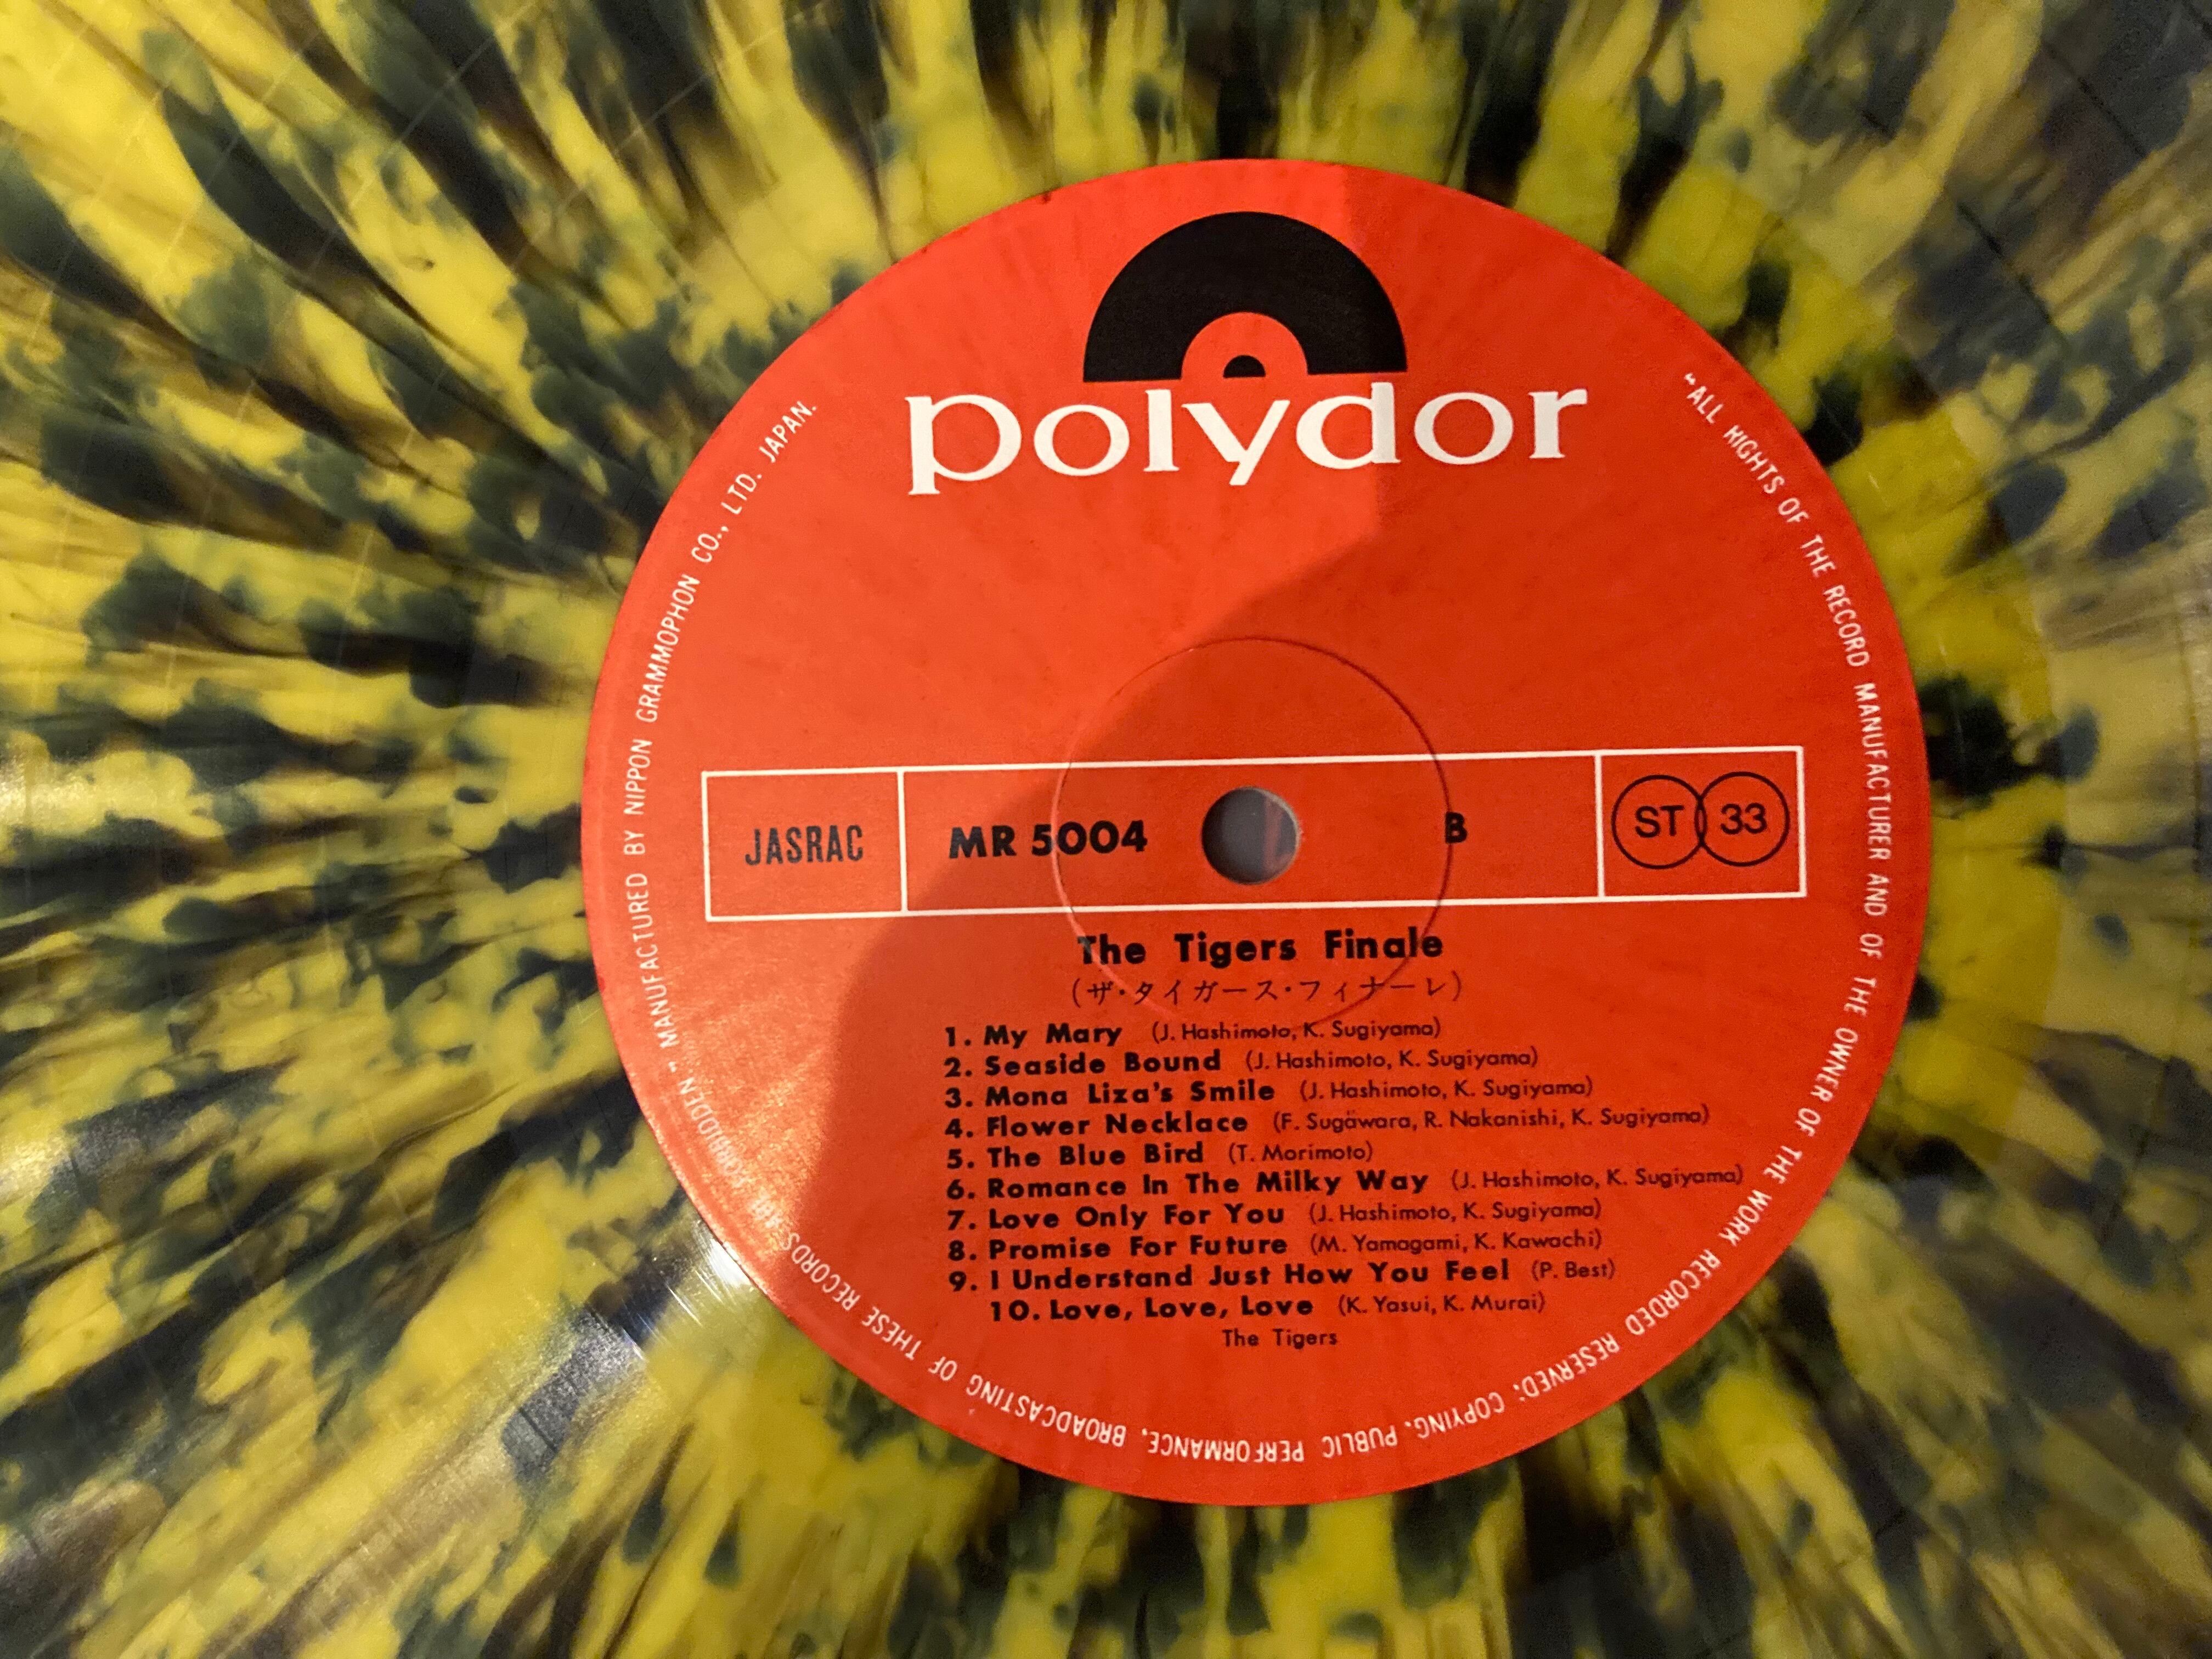 polydor
JASRAC
MR 5004
B
ST 33
The Tigers Finale
(ザ・タイガース・フィナーレ)
1. My Mary (J. Hashimoto, K. Sugiyama)
2. Seaside Bound (J. Hashimoto, K. Sugiyama)
3. Mona Liza's Smile (J. Hashimoto, K. Sugiyama)
4. Flower Necklace (F. Sugäwara, R. Nakanishi, K. Sugiyama)
5. The Blue Bird (T. Morimoto)
6. Romance In The Milky Way (J. Hashimoto, K. Sugiyama)
7. Love Only For You (J. Hashimoto, K. Sugiyama)
8. Promise For Future (M. Yamagami, K. Kawachi)
9. I Understand Just How You Feel (P. Best)
10. Love, Love, Love (K. Yasui, K. Murai)
The Tigers
"ALL RIGHTS OF THE RECORD MANUFACTURER AND OF THE OWNER OF THE WORK RECORDED RESERVED; COPYING, PUBLIC PERFORMANCE, BROADCASTING OF THESE RECORDS FORBIDDEN" MANUFACTURED BY NIPPON GRAMMOPHON CO., LTD. JAPAN.